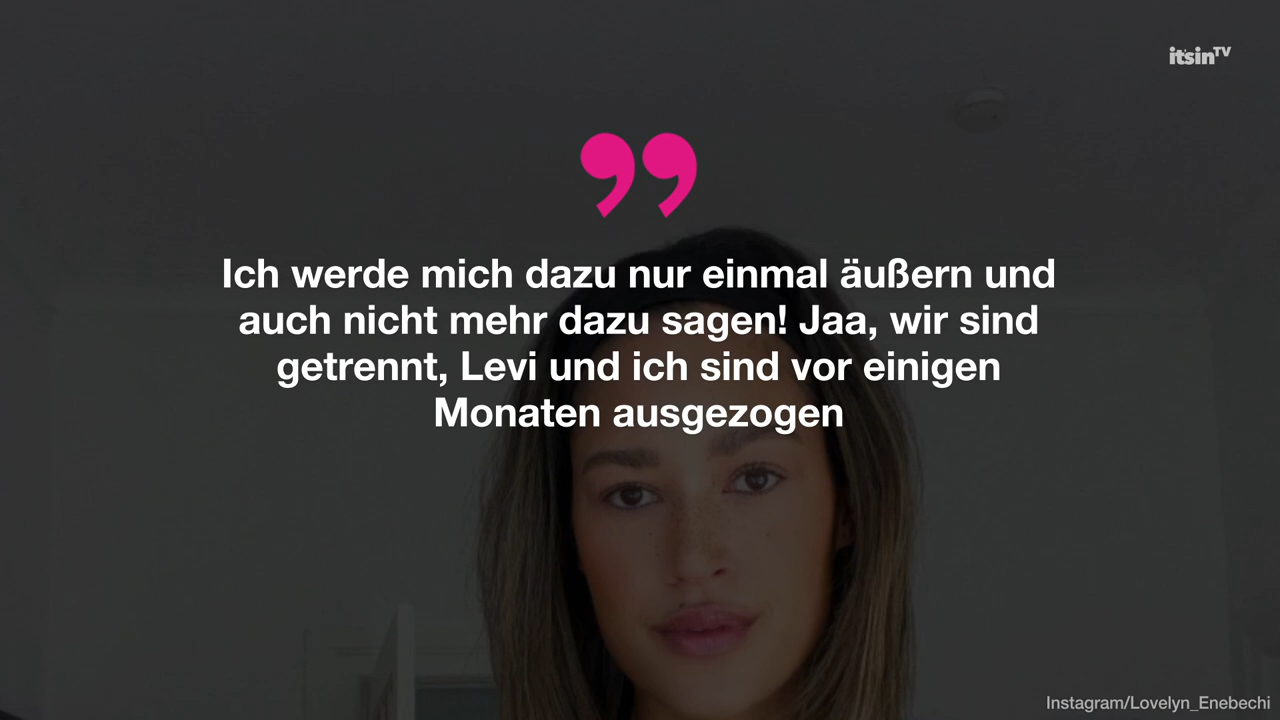 itsinTV
Ich werde mich dazu nur einmal äußern und
auch nicht mehr dazu sagen! Jaa, wir sind
getrennt, Levi und ich sind vor einigen
Monaten ausgezogen
Instagram/Lovelyn_Enebechi